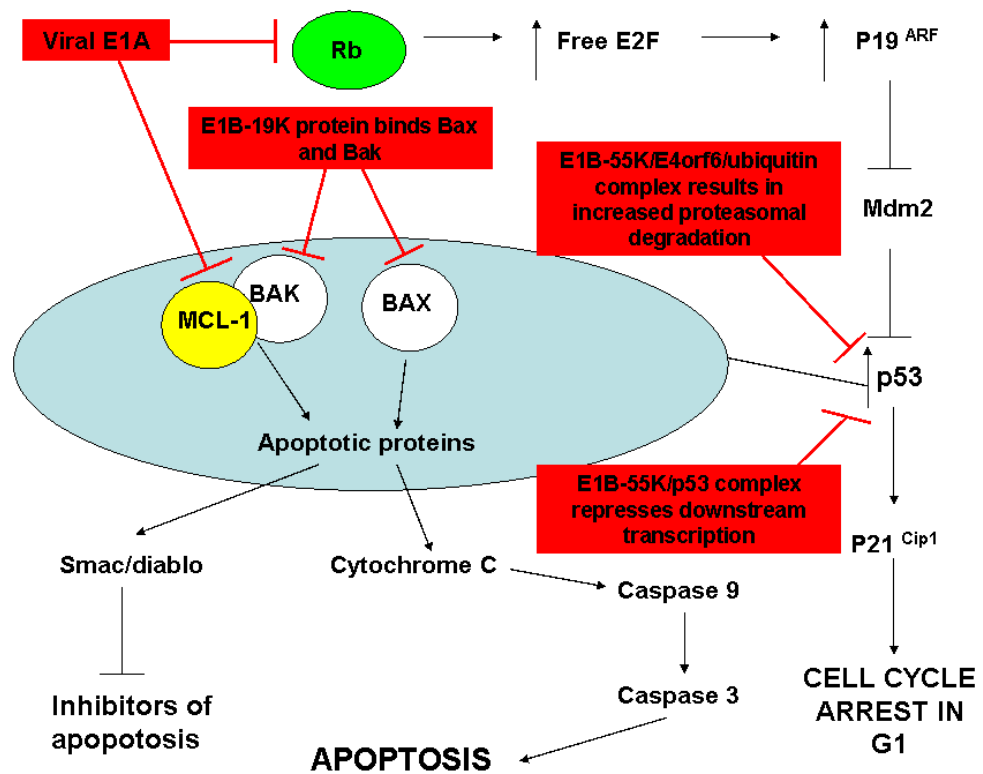 Viral E1A
Rb
Free E2F
P19 ARF
E1B-19K protein binds Bax
and Bak
E1B-55K/E4orf6/ubiquitin
complex results in
increased proteasomal
degradation
Mdm2
BAK
MCL-1
BAX
p53
Apoptotic proteins
E1B-55K/p53 complex
represses downstream
transcription
P21 Cip1
Smac/diablo
Cytochrome C
Caspase 9
Caspase 3
Inhibitors of
apopotosis
CELL CYCLE
ARREST IN
G1
APOPTOSIS